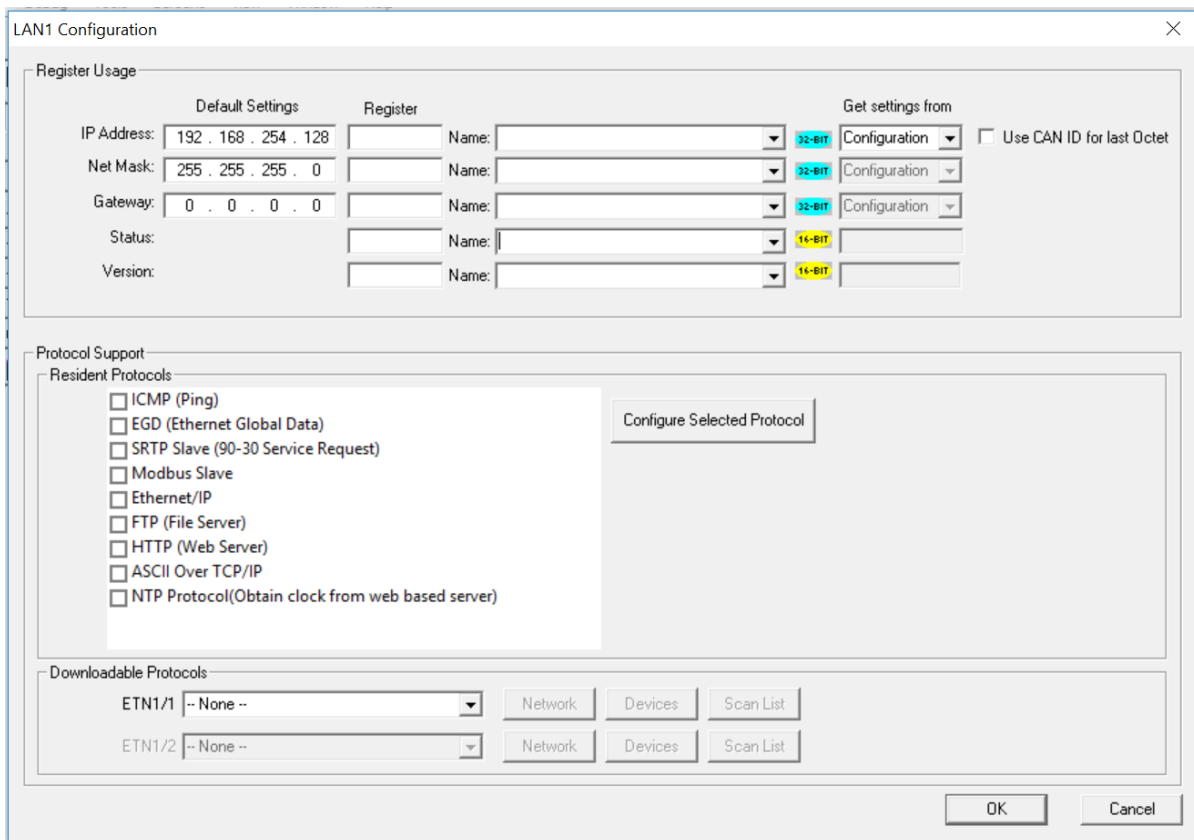 LAN1 Configuration
Register Usage
Default Settings Register Get settings from
IP Address: 192 . 168 . 254 . 128 Name: 32-BIT Configuration Use CAN ID for last Octet
Net Mask: 255 . 255 . 255 . 0 Name: 32-BIT Configuration
Gateway: 0 . 0 . 0 . 0 Name: 32-BIT Configuration
Status: Name: 16-BIT
Version: Name: 16-BIT
Protocol Support
Resident Protocols
ICMP (Ping)
EGD (Ethernet Global Data) Configure Selected Protocol
SRTP Slave (90-30 Service Request)
Modbus Slave
Ethernet/IP
FTP (File Server)
HTTP (Web Server)
ASCII Over TCP/IP
NTP Protocol(Obtain clock from web based server)
Downloadable Protocols
ETN1/1 -- None -- Network Devices Scan List
ETN1/2 -- None -- Network Devices Scan List
OK Cancel